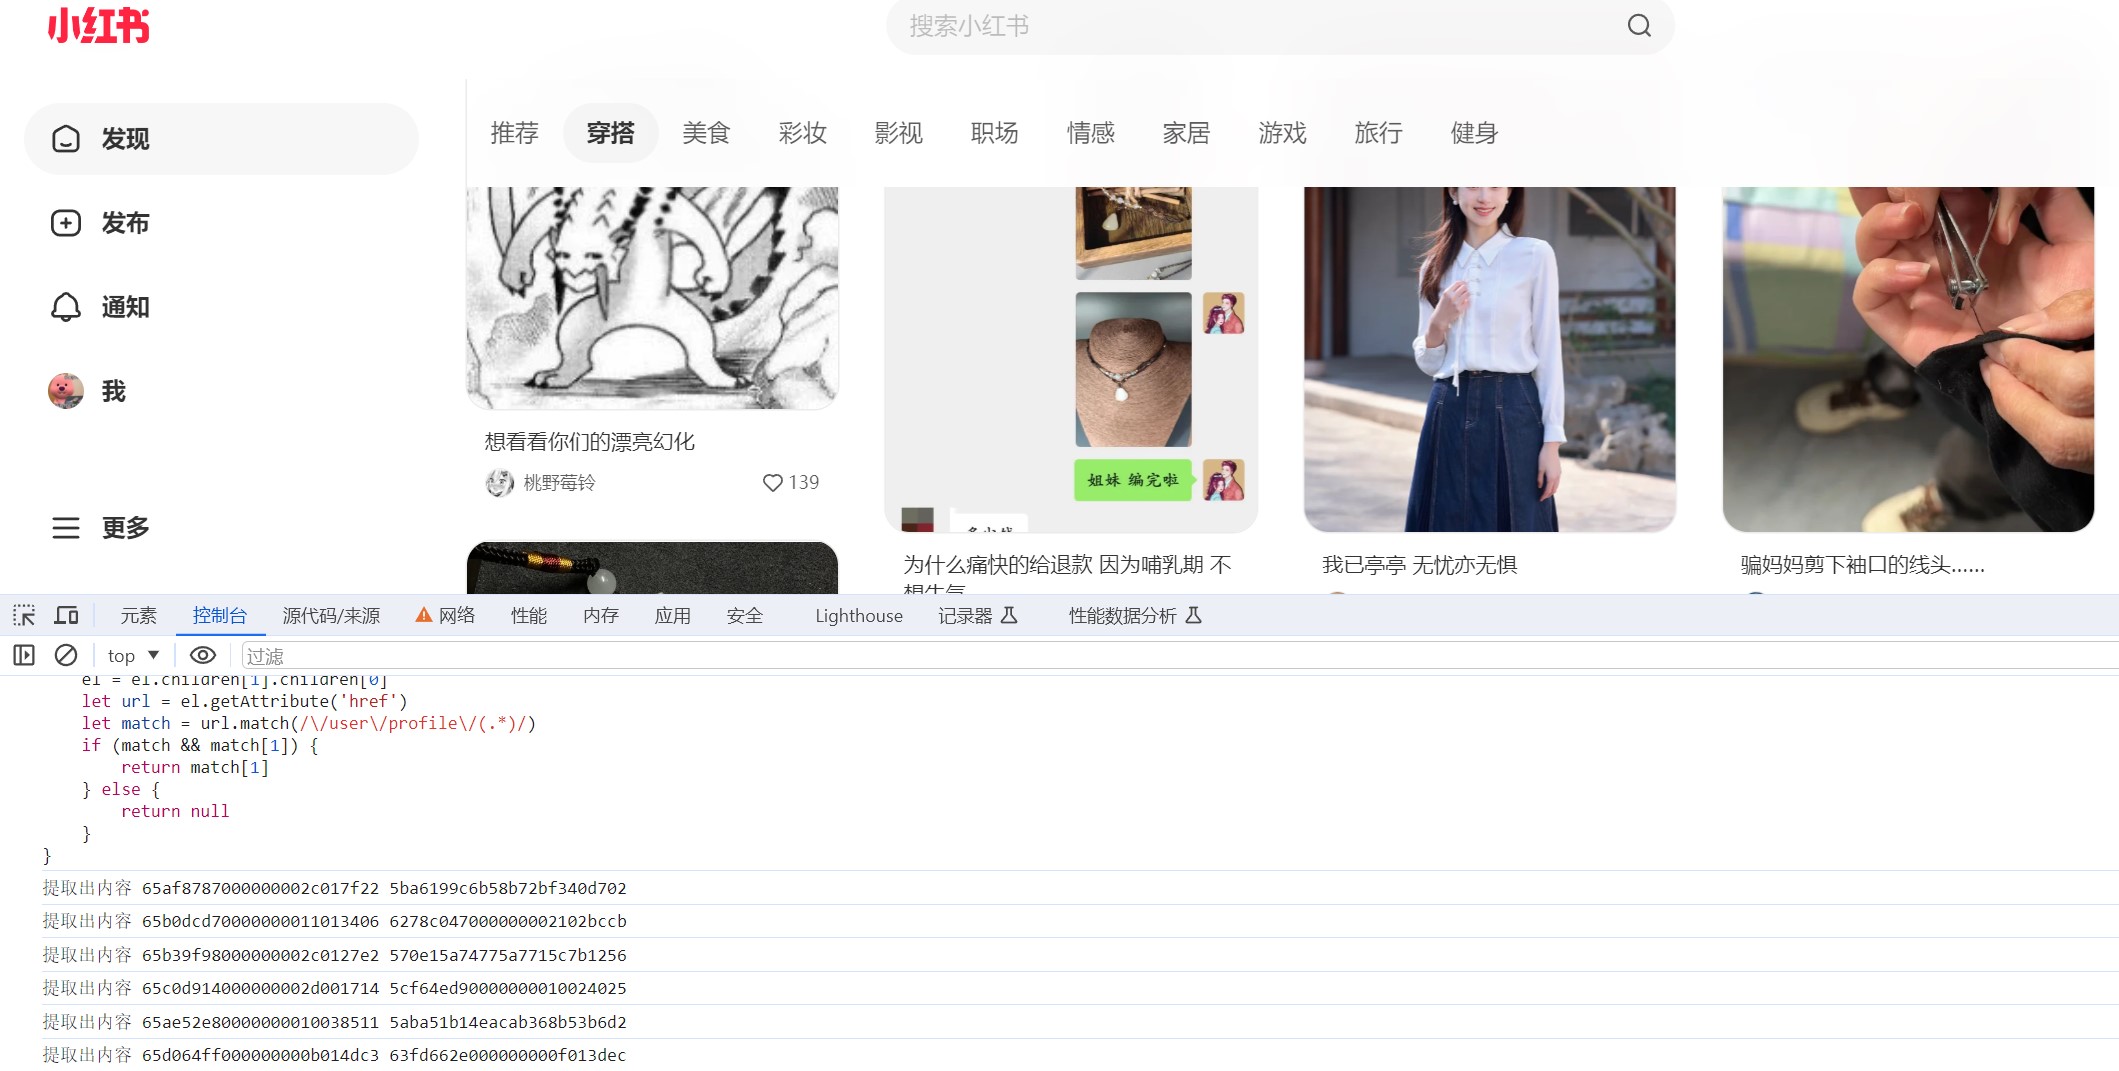 小红书
搜索小红书
发现
发布
通知
我
更多
推荐 穿搭 美食 彩妆 影视 职场 情感 家居 游戏 旅行 健身
想看看你们的漂亮幻化
桃野莓铃 139
姐妹 编完啦
多少钱
为什么痛快的给退款 因为哺乳期 不
想生气
我已亭亭 无忧亦无惧
骗妈妈剪下袖口的线头......
元素 控制台 源代码/来源 网络 性能 内存 应用 安全 Lighthouse 记录器 性能数据分析
top 过滤
el = el.children[1].children[0]
let url = el.getAttribute('href')
let match = url.match(/\/user\/profile\/(.*)/)
if (match && match[1]) {
return match[1]
} else {
return null
}
}
提取出内容 65af8787000000002c017f22 5ba6199c6b58b72bf340d702
提取出内容 65b0dcd70000000011013406 6278c047000000002102bccb
提取出内容 65b39f98000000002c0127e2 570e15a74775a7715c7b1256
提取出内容 65c0d914000000002d001714 5cf64ed90000000010024025
提取出内容 65ae52e80000000010038511 5aba51b14eacab368b53b6d2
提取出内容 65d064ff000000000b014dc3 63fd662e000000000f013dec